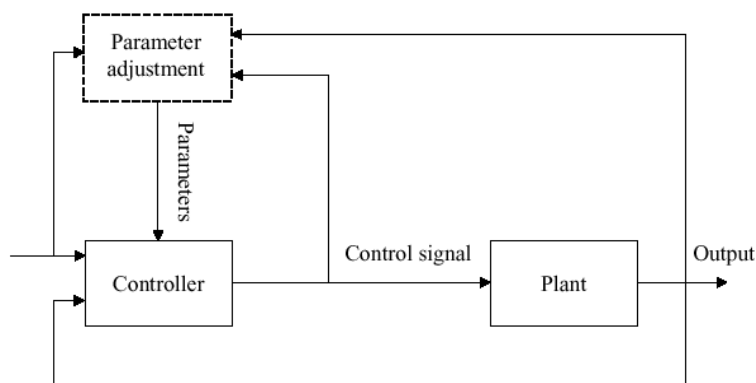 Parameter
adjustment
Parameters
Control signal
Output
Controller
Plant